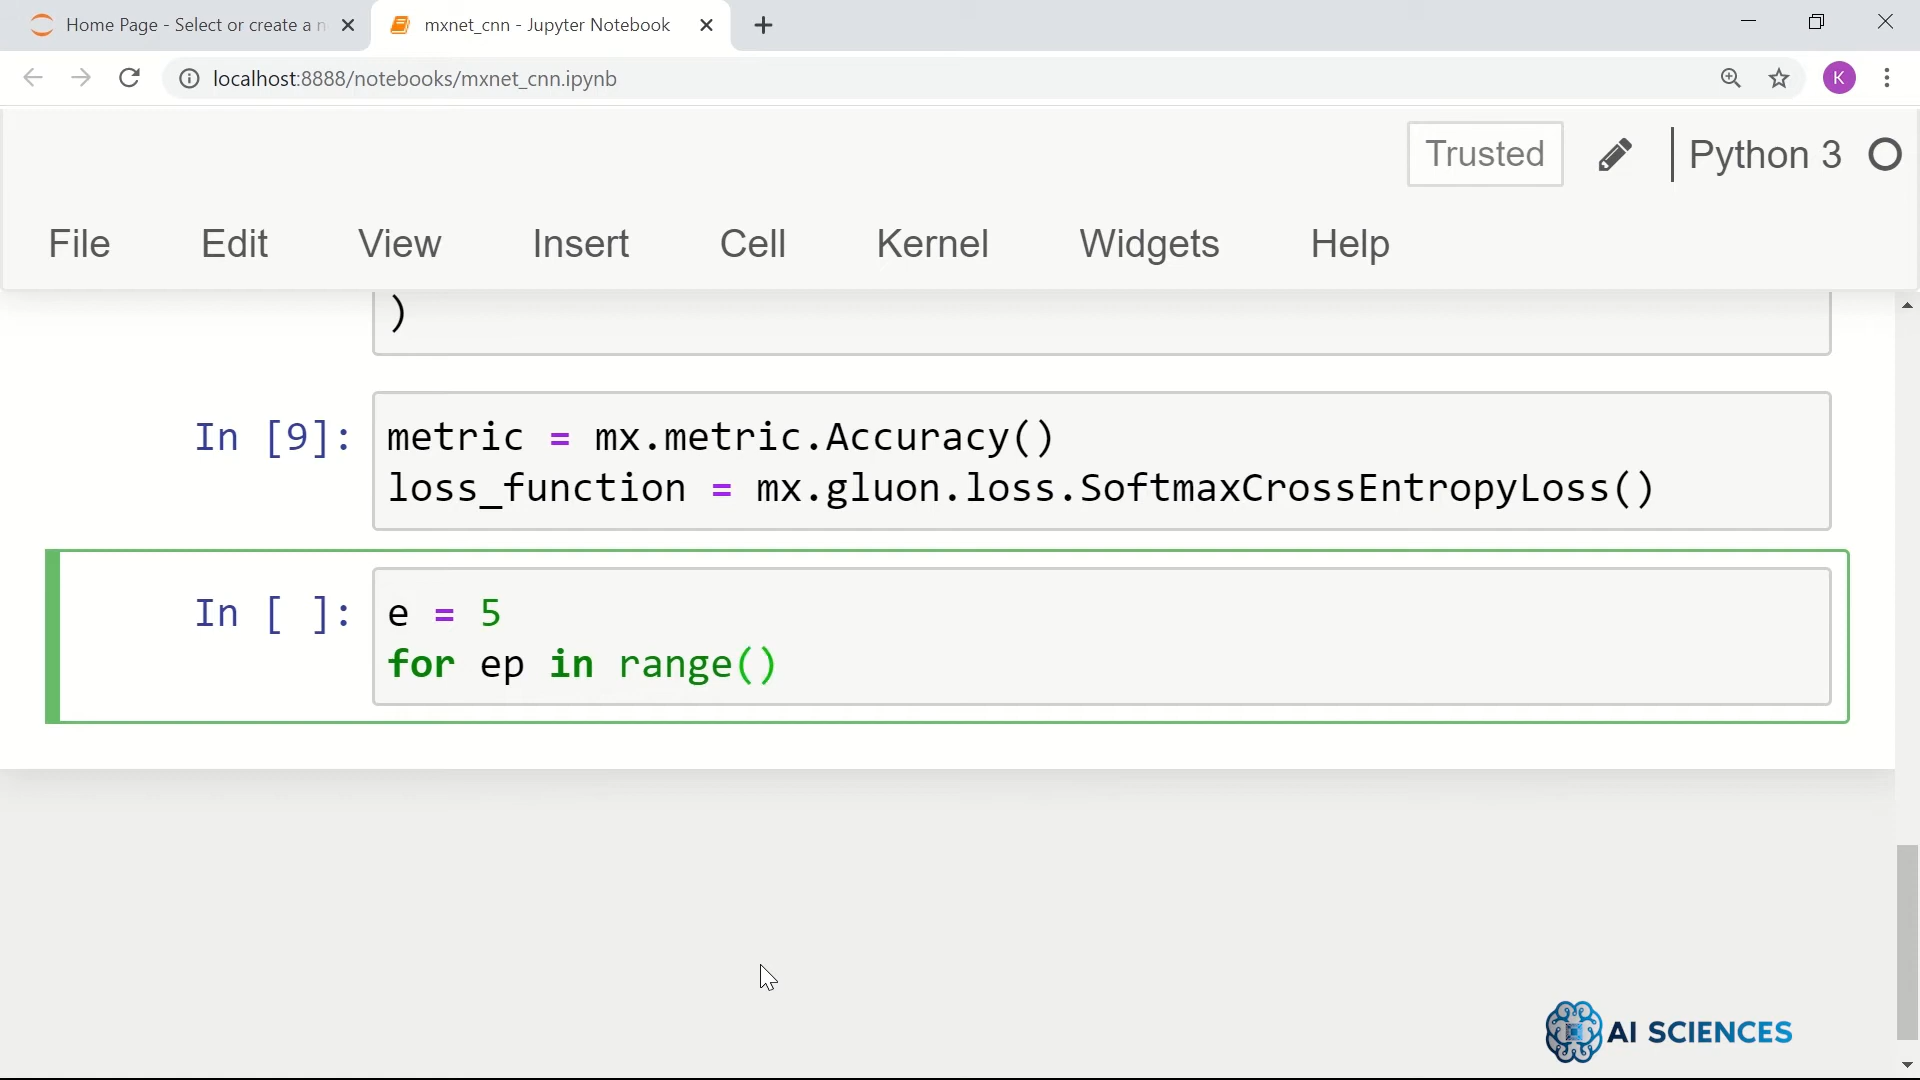 Home Page - Select or create a n
mxnet_cnn - Jupyter Notebook
localhost:8888/notebooks/mxnet_cnn.ipynb
K
Trusted
Python 3
File Edit View Insert Cell Kernel Widgets Help
)
In [9]: metric = mx.metric.Accuracy()
loss_function = mx.gluon.loss.SoftmaxCrossEntropyLoss()
In [ ]: e = 5
for ep in range()
AI SCIENCES